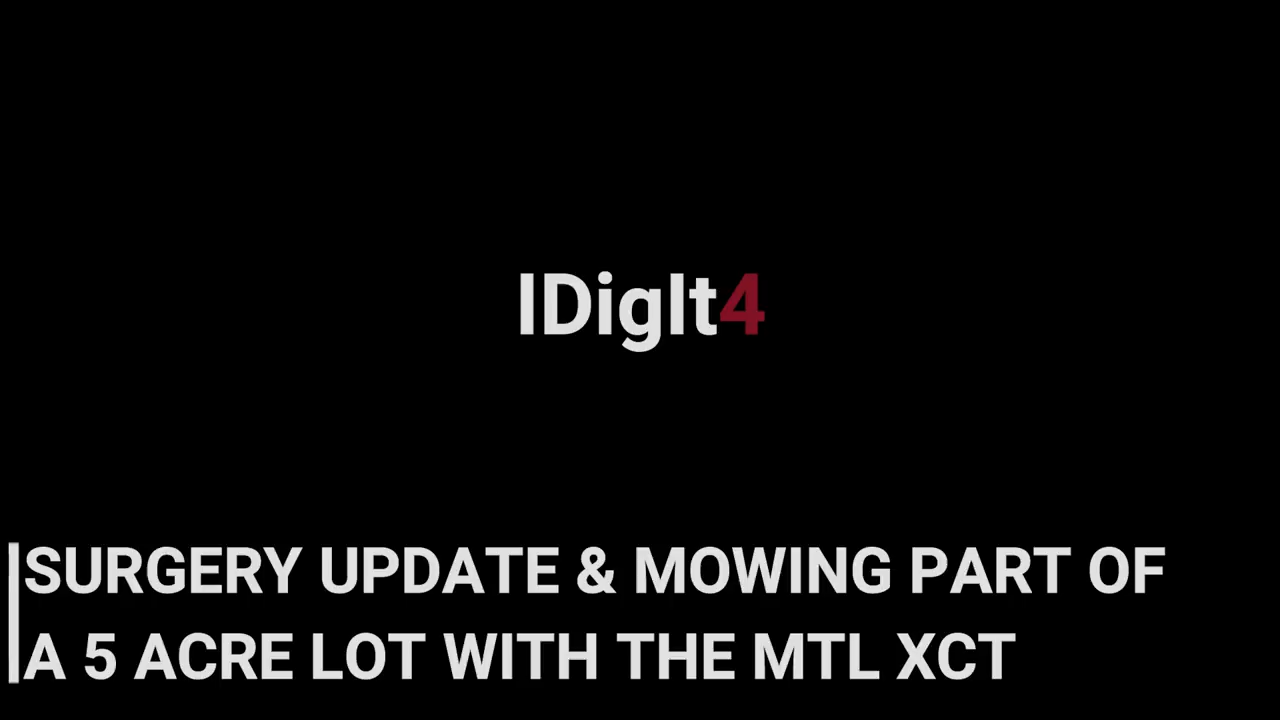 IDigIt4
SURGERY UPDATE & MOWING PART OF
A 5 ACRE LOT WITH THE MTL XCT